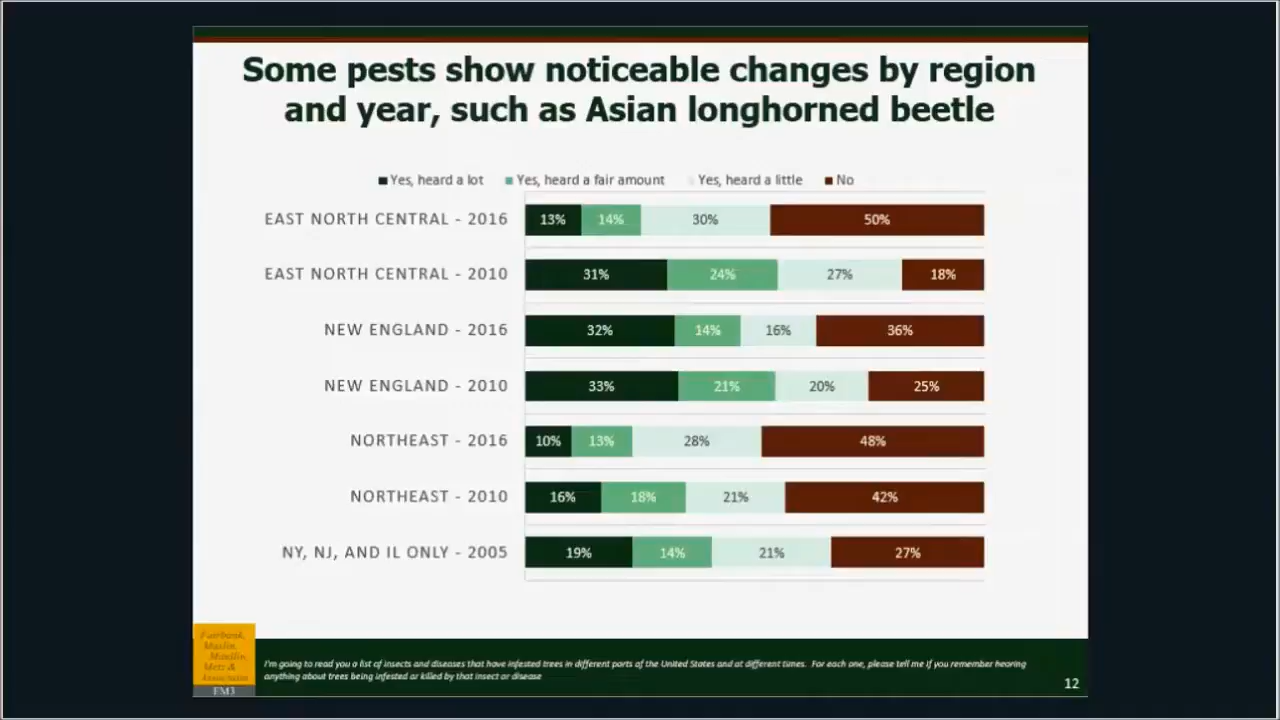 Some pests show noticeable changes by region
and year, such as Asian longhorned beetle
Yes, heard a lot Yes, heard a fair amount Yes, heard a little No
EAST NORTH CENTRAL - 2016 13% 14% 30% 50%
EAST NORTH CENTRAL - 2010 31% 24% 27% 18%
NEW ENGLAND - 2016 32% 14% 16% 36%
NEW ENGLAND - 2010 33% 21% 20% 25%
NORTHEAST - 2016 10% 13% 28% 48%
NORTHEAST - 2010 16% 18% 21% 42%
NY, NJ, AND IL ONLY - 2005 19% 14% 21% 27%
Fairbank,
Maslin,
Maullin,
Metz &
Associates
FM3
I'm going to read you a list of insects and diseases that have infested trees in different parts of the United States and at different times. For each one, please tell me if you remember hearing
anything about trees being infested or killed by that insect or disease
12